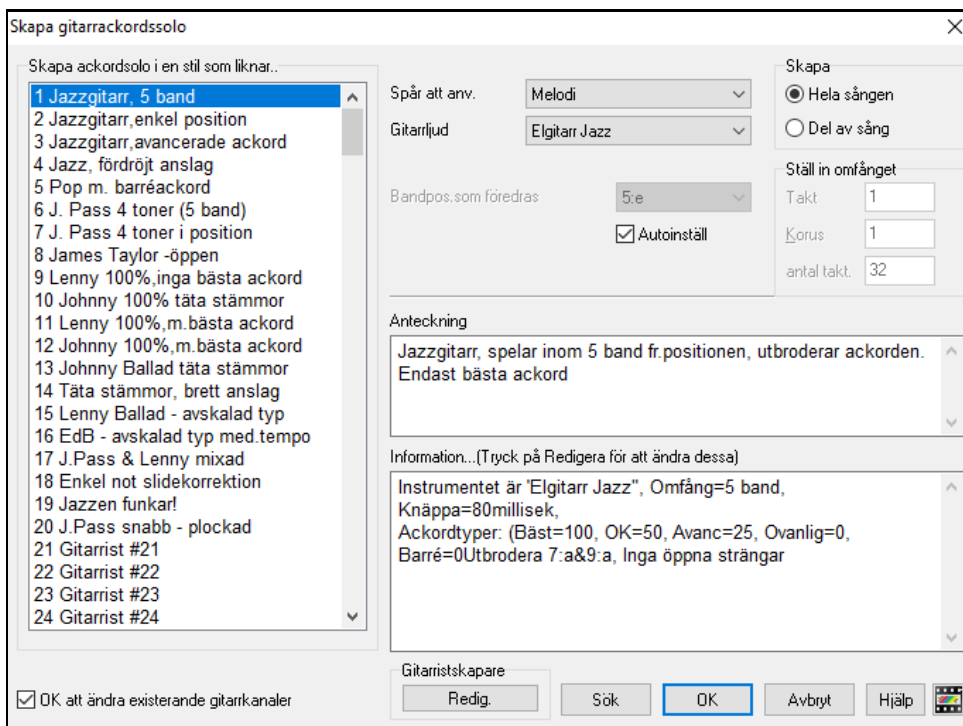 Skapa gitarrackordssolo
Skapa ackordsolo i en stil som liknar..
1 Jazzgitarr, 5 band
2 Jazzgitarr,enkel position
3 Jazzgitarr,avancerade ackord
4 Jazz, fördröjt anslag
5 Pop m. barréackord
6 J. Pass 4 toner (5 band)
7 J. Pass 4 toner i position
8 James Taylor -öppen
9 Lenny 100%,inga bästa ackord
10 Johnny 100% täta stämmor
11 Lenny 100%,m.bästa ackord
12 Johnny 100%,m.bästa ackord
13 Johnny Ballad täta stämmor
14 Täta stämmor, brett anslag
15 Lenny Ballad - avskalad typ
16 EdB - avskalad typ med.tempo
17 J.Pass & Lenny mixad
18 Enkel not slidekorrektion
19 Jazzen funkar!
20 J.Pass snabb - plockad
21 Gitarrist #21
22 Gitarrist #22
23 Gitarrist #23
24 Gitarrist #24
OK att ändra existerande gitarrkanaler
Spår att anv.
Melodi
Gitarrljud
Elgitarr Jazz
Bandpos.som föredras
5:e
Autoinställ
Skapa
Hela sången
Del av sång
Ställ in omfånget
Takt
1
Korus
1
antal takt.
32
Anteckning
Jazzgitarr, spelar inom 5 band fr.positionen, utbroderar ackorden.
Endast bästa ackord
Information...(Tryck på Redigera för att ändra dessa)
Instrumentet är 'Elgitarr Jazz'', Omfång=5 band,
Knäppa=80millisek,
Ackordtyper: (Bäst=100, OK=50, Avanc=25, Ovanlig=0,
Barré=0Utbrodera 7:a&9:a, Inga öppna strängar
Gitarristskapare
Redig.
Sök
OK
Avbryt
Hjälp